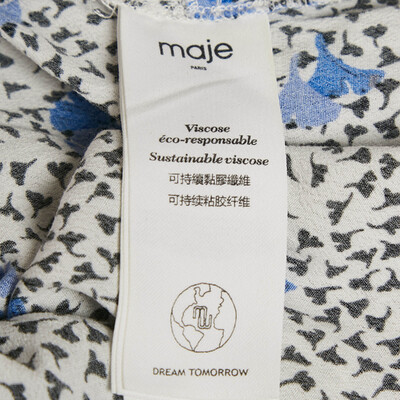 maje
PARIS
Viscose
éco-responsable
Sustainable viscose
可持續黏膠纖維
可持续粘胶纤维
DREAM TOMORROW